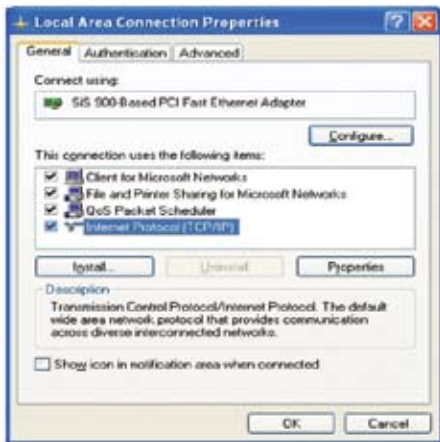 Local Area Connection Properties
General Authentication Advanced
Connect using:
SiS 900-Based PCI Fast Ethernet Adapter
Configure...
This connection uses the following items:
Client for Microsoft Networks
File and Printer Sharing for Microsoft Networks
QoS Packet Scheduler
Internet Protocol (TCP/IP)
Install... Uninstall Properties
Description
Transmission Control Protocol/Internet Protocol. The default
wide area network protocol that provides communication
across diverse interconnected networks.
Show icon in notification area when connected
OK Cancel